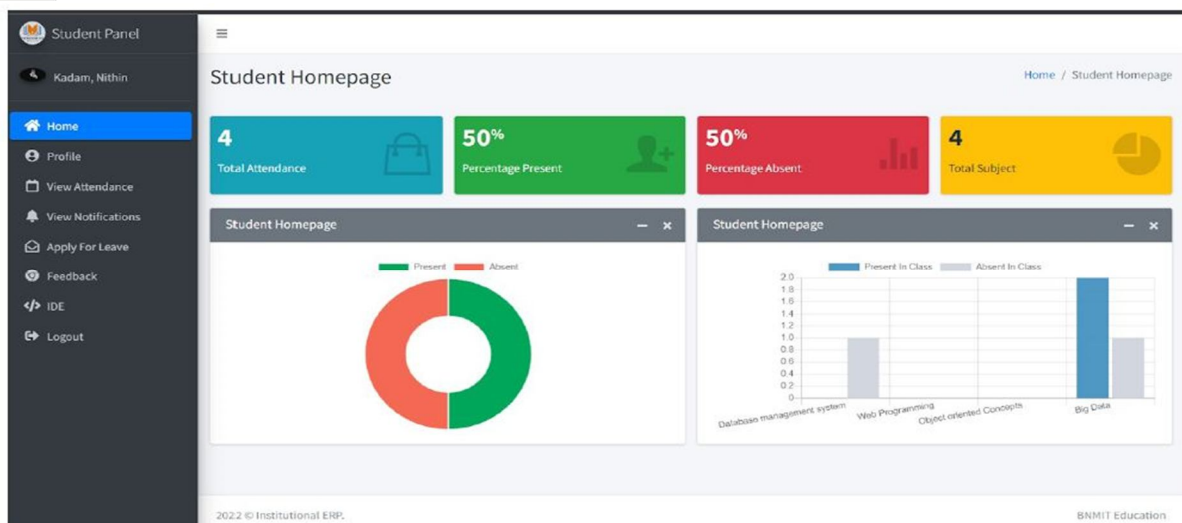 Student Panel
Kadam, Nithin
Home
Profile
View Attendance
View Notifications
Apply For Leave
Feedback
IDE
Logout
Student Homepage
Home / Student Homepage
4
Total Attendance
50%
Percentage Present
50%
Percentage Absent
4
Total Subject
Student Homepage
Present Absent
Student Homepage
Present In Class Absent In Class
2.0
1.8
1.6
1.4
1.2
1.0
0.8
0.6
0.4
0.2
0
Database management system
Web Programming
Object oriented Concepts
Big Data
2022 © Institutional ERP.
BNMIT Education